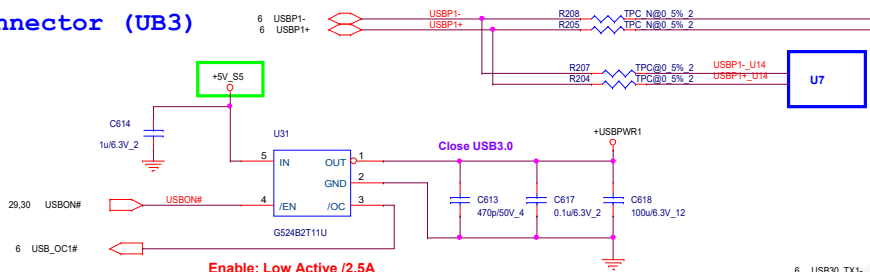 nnector (UB3)
6 USBP1-
6 USBP1+
USBP1-
USBP1+
R208 TPC_N@0_5%_2
R205 TPC_N@0_5%_2
R207 TPC@0_5%_2 USBP1-_U14
R204 TPC@0_5%_2 USBP1+_U14
U7
+5V_S5
C614
1u/6.3V_2
U31
5 IN OUT 1
GND 2
4 /EN /OC 3
G524B2T11U
Close USB3.0
+USBPWR1
C613
470p/50V_4
C617
0.1u/6.3V_2
C618
100u/6.3V_12
29,30 USBON#
USBON#
6 USB_OC1#
Enable: Low Active /2.5A
6 USB30_TX1-